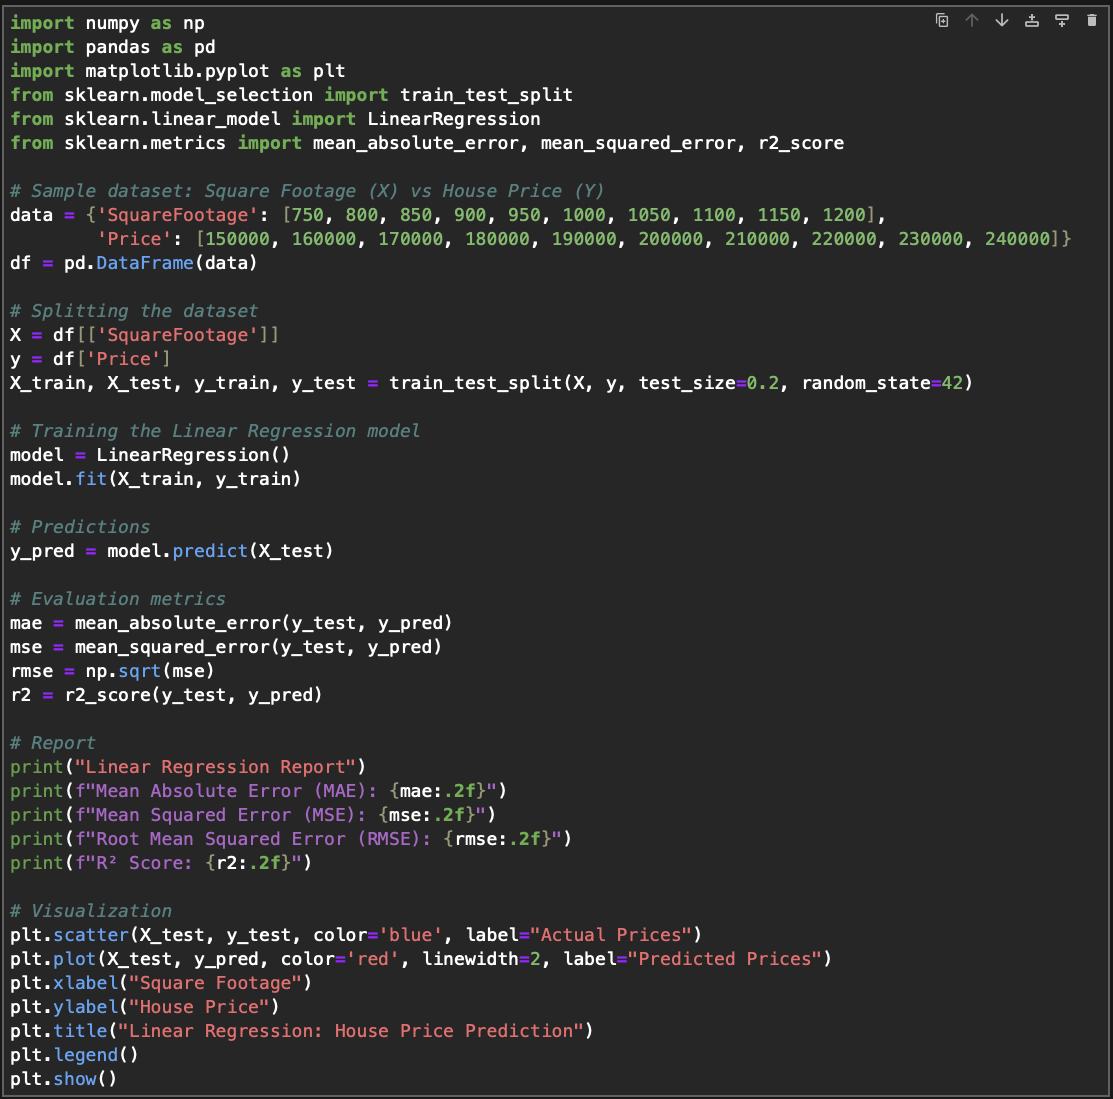 import numpy as np
import pandas as pd
import matplotlib.pyplot as plt
from sklearn.model_selection import train_test_split
from sklearn.linear_model import LinearRegression
from sklearn.metrics import mean_absolute_error, mean_squared_error, r2_score

# Sample dataset: Square Footage (X) vs House Price (Y)
data = {'SquareFootage': [750, 800, 850, 900, 950, 1000, 1050, 1100, 1150, 1200],
        'Price': [150000, 160000, 170000, 180000, 190000, 200000, 210000, 220000, 230000, 240000]}
df = pd.DataFrame(data)

# Splitting the dataset
X = df[['SquareFootage']]
y = df['Price']
X_train, X_test, y_train, y_test = train_test_split(X, y, test_size=0.2, random_state=42)

# Training the Linear Regression model
model = LinearRegression()
model.fit(X_train, y_train)

# Predictions
y_pred = model.predict(X_test)

# Evaluation metrics
mae = mean_absolute_error(y_test, y_pred)
mse = mean_squared_error(y_test, y_pred)
rmse = np.sqrt(mse)
r2 = r2_score(y_test, y_pred)

# Report
print("Linear Regression Report")
print(f"Mean Absolute Error (MAE): {mae:.2f}")
print(f"Mean Squared Error (MSE): {mse:.2f}")
print(f"Root Mean Squared Error (RMSE): {rmse:.2f}")
print(f"R² Score: {r2:.2f}")

# Visualization
plt.scatter(X_test, y_test, color='blue', label="Actual Prices")
plt.plot(X_test, y_pred, color='red', linewidth=2, label="Predicted Prices")
plt.xlabel("Square Footage")
plt.ylabel("House Price")
plt.title("Linear Regression: House Price Prediction")
plt.legend()
plt.show()